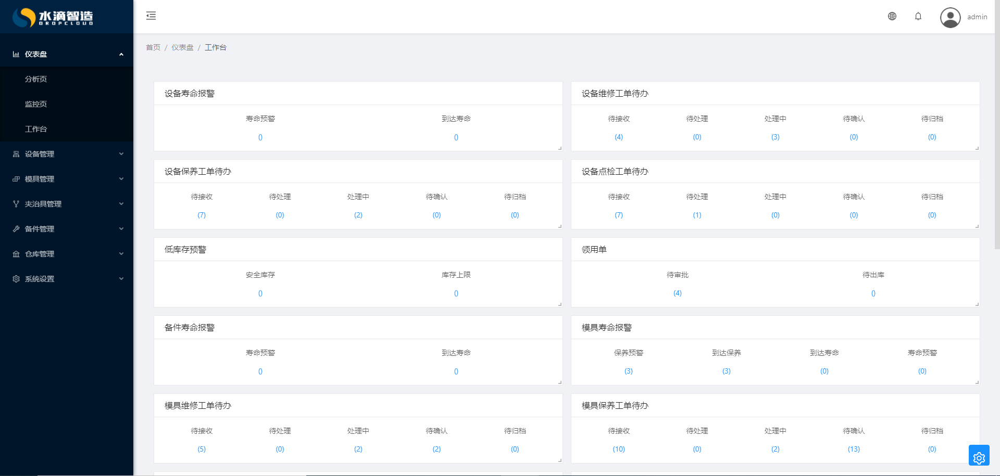 水滴智造
DROPCLOUD
admin
仪表盘
分析页
监控页
工作台
设备管理
模具管理
夹治具管理
备件管理
仓库管理
系统设置
首页 / 仪表盘 / 工作台
设备寿命报警
寿命预警 到达寿命
() ()
设备维修工单待办
待接收 待处理 处理中 待确认 待归档
(4) (0) (3) (0) (0)
设备保养工单待办
待接收 待处理 处理中 待确认 待归档
(7) (0) (2) (0) (0)
设备点检工单待办
待接收 待处理 处理中 待确认 待归档
(7) (1) (0) (0) (0)
低库存预警
安全库存 库存上限
() ()
领用单
待审批 待出库
(4) ()
备件寿命报警
寿命预警 到达寿命
() ()
模具寿命报警
保养预警 到达保养 到达寿命 寿命预警
(3) (3) (0) (0)
模具维修工单待办
待接收 待处理 处理中 待确认 待归档
(5) (0) (2) (2) (0)
模具保养工单待办
待接收 待处理 处理中 待确认 待归档
(10) (0) (2) (13) (0)